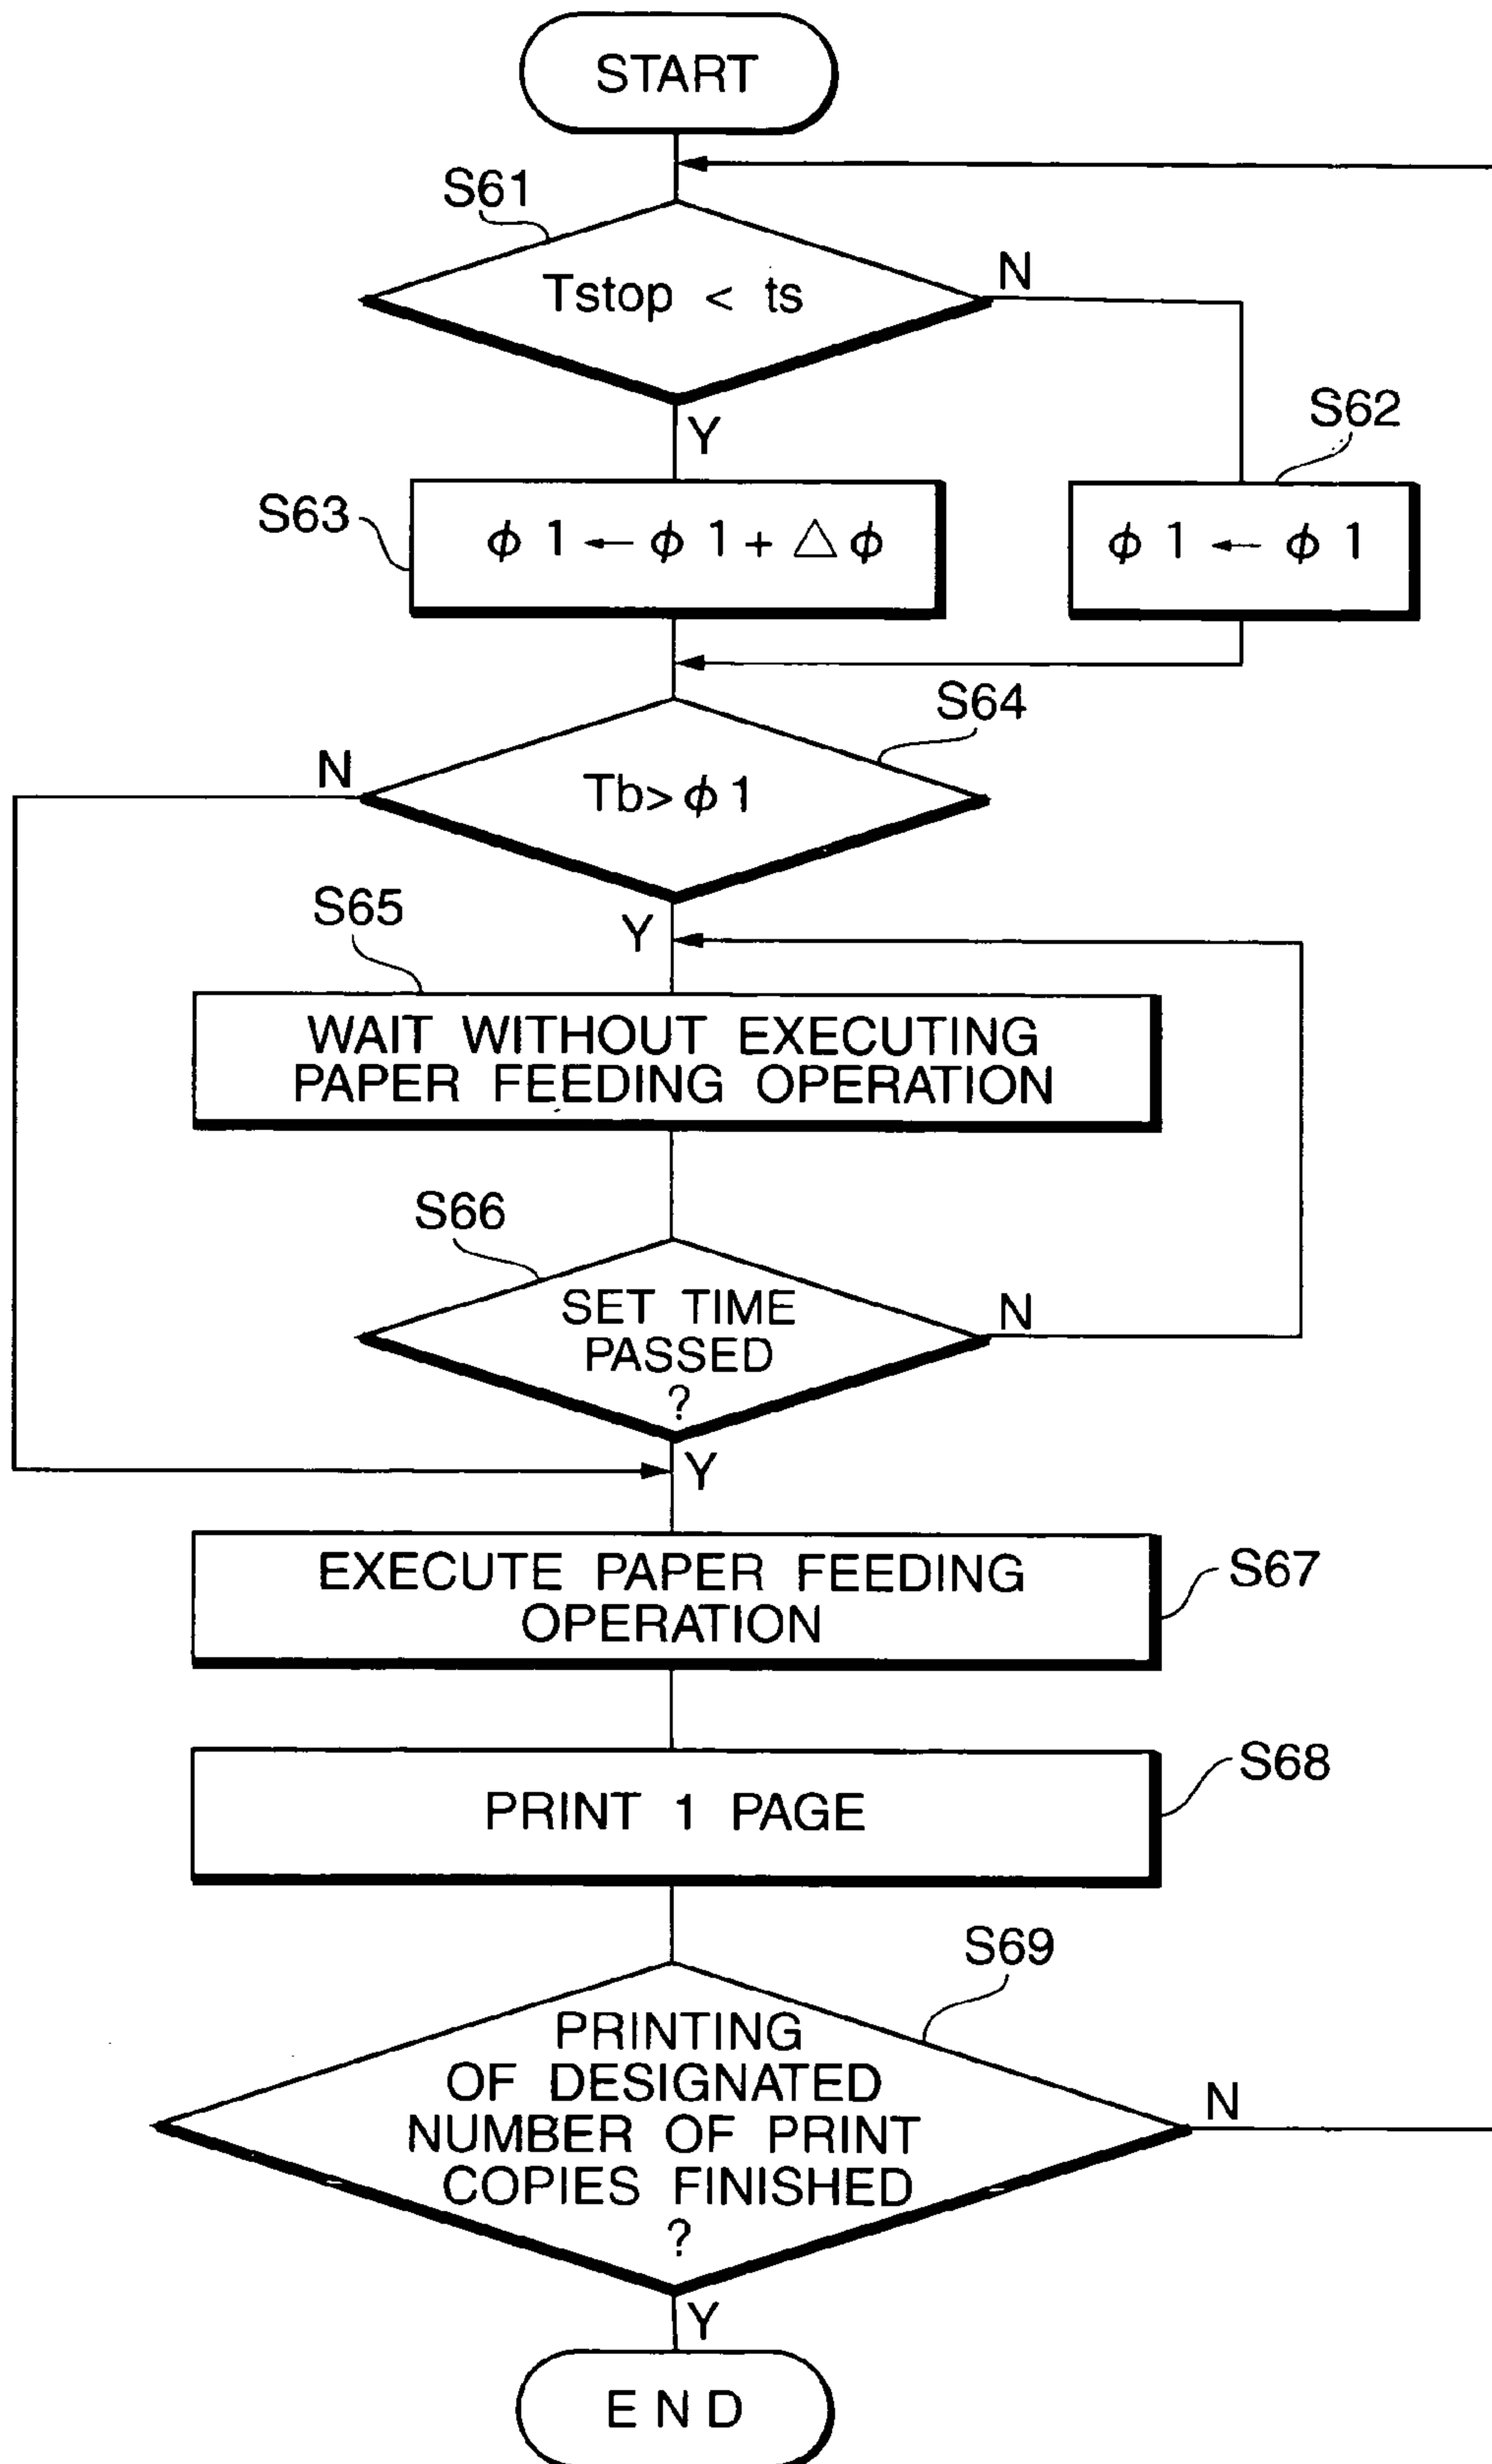 START
S61
Tstop < ts
N
Y
S62
S63
ϕ 1 ← ϕ 1 + △ ϕ
ϕ 1 ← ϕ 1
S64
N
Tb> ϕ 1
S65
Y
WAIT WITHOUT EXECUTING
PAPER FEEDING OPERATION
S66
SET TIME
PASSED
?
N
Y
EXECUTE PAPER FEEDING
OPERATION
S67
PRINT 1 PAGE
S68
S69
PRINTING
OF DESIGNATED
NUMBER OF PRINT
COPIES FINISHED
?
N
Y
END